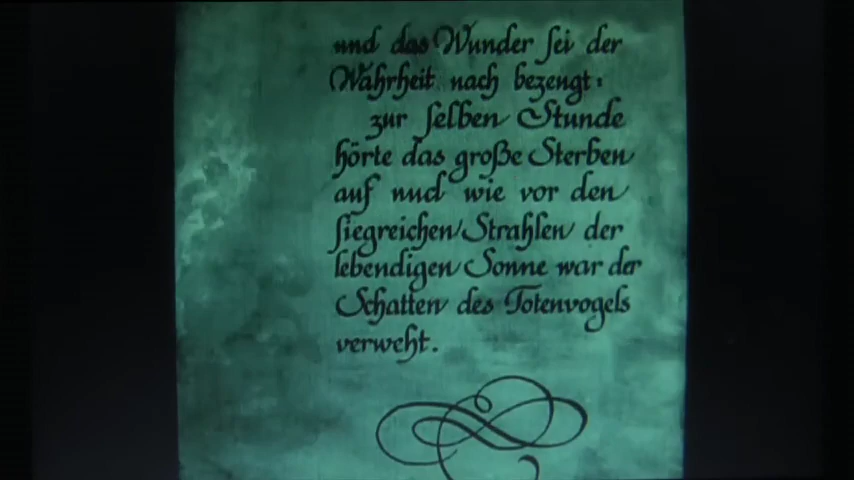 und das Wunder sei der
Wahrheit nach bezeugt:
zur selben Stunde
hörte das große Sterben
auf und wie vor den
siegreichen Strahlen der
lebendigen Sonne war der
Schatten des Totenvogels
verweht.